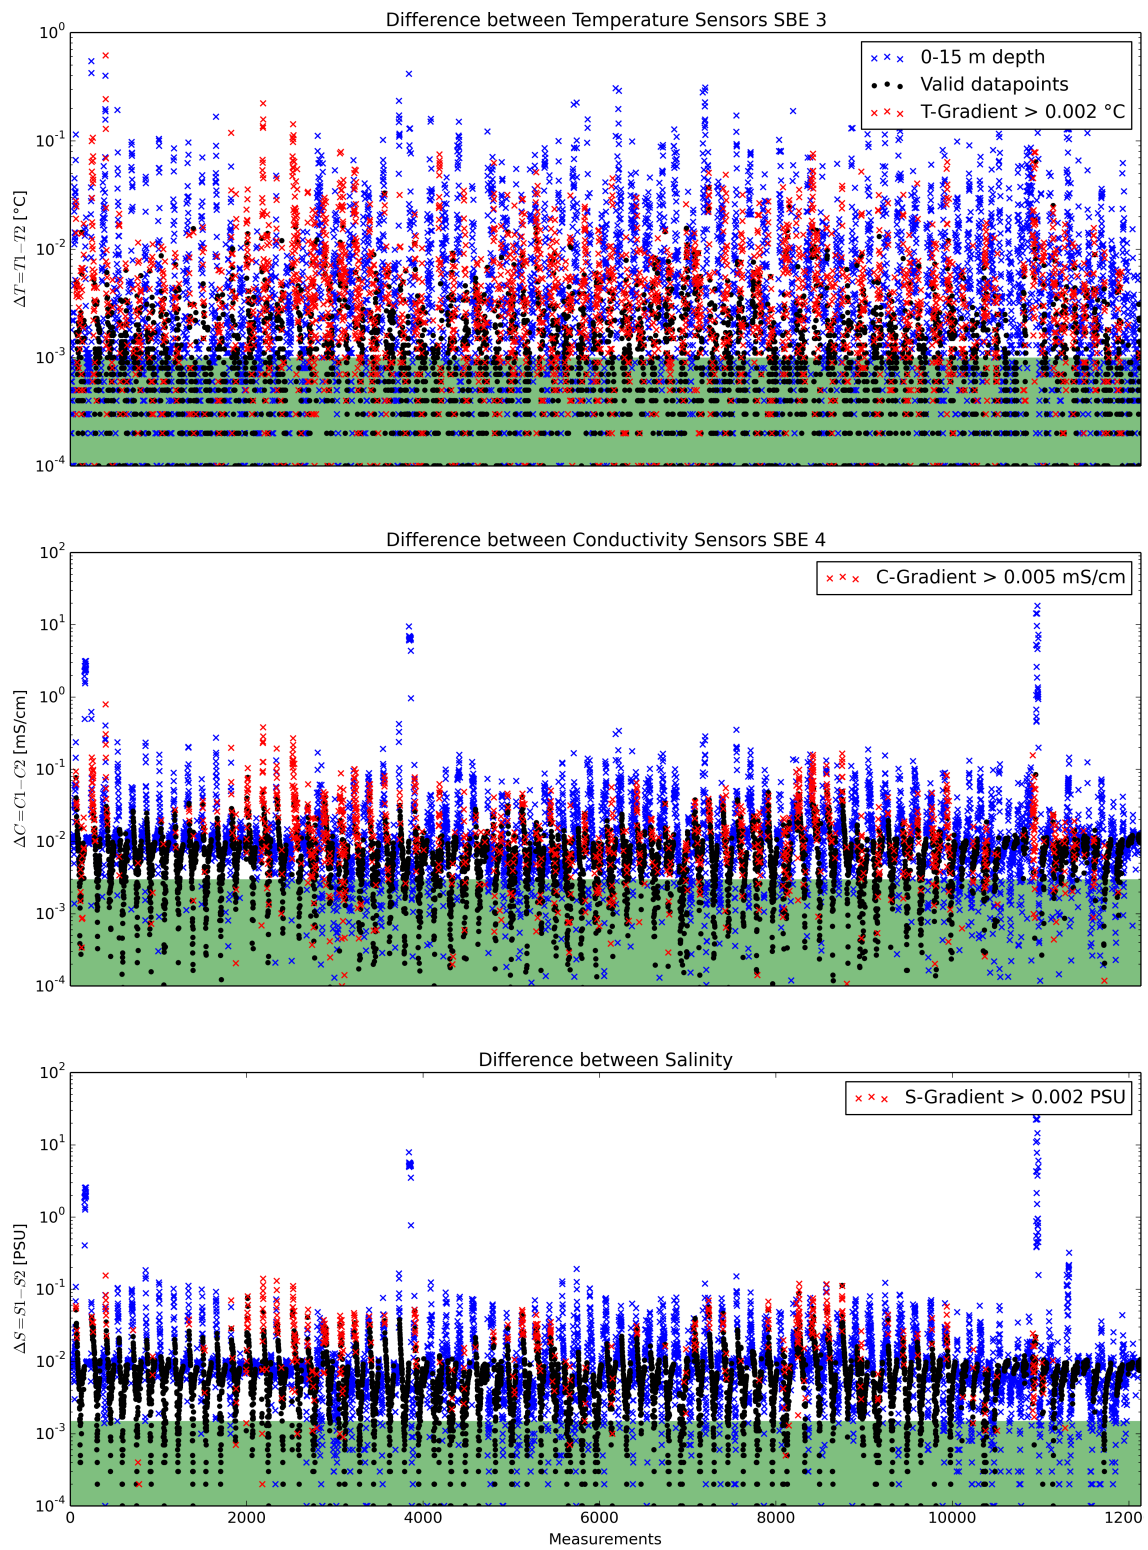 Difference between Temperature Sensors SBE 3
10^0
10^-1
10^-2
10^-3
10^-4
ΔT=T1−T2 [°C]
0-15 m depth
Valid datapoints
T-Gradient > 0.002 °C
Difference between Conductivity Sensors SBE 4
10^2
10^1
10^0
10^-1
10^-2
10^-3
10^-4
ΔC=C1−C2 [mS/cm]
C-Gradient > 0.005 mS/cm
Difference between Salinity
10^2
10^1
10^0
10^-1
10^-2
10^-3
10^-4
ΔS=S1−S2 [PSU]
S-Gradient > 0.002 PSU
0 2000 4000 6000 8000 10000 1200
Measurements